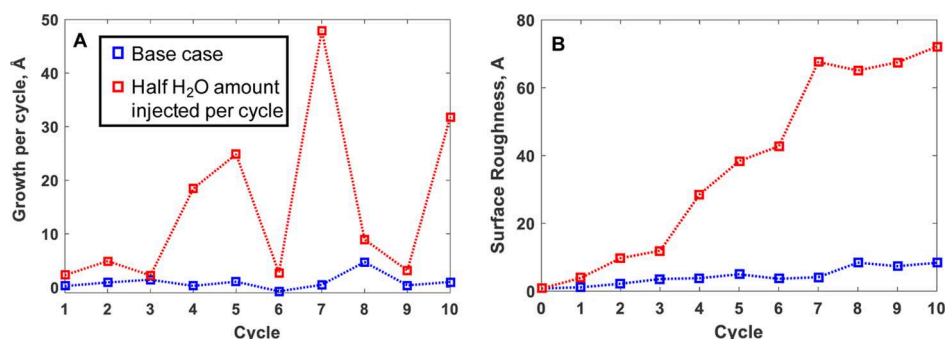 A
Base case
Half H₂O amount
injected per cycle
Growth per cycle, Å
50
40
30
20
10
0
1 2 3 4 5 6 7 8 9 10
Cycle
B
Surface Roughness, A
80
60
40
20
0
0 1 2 3 4 5 6 7 8 9 10
Cycle